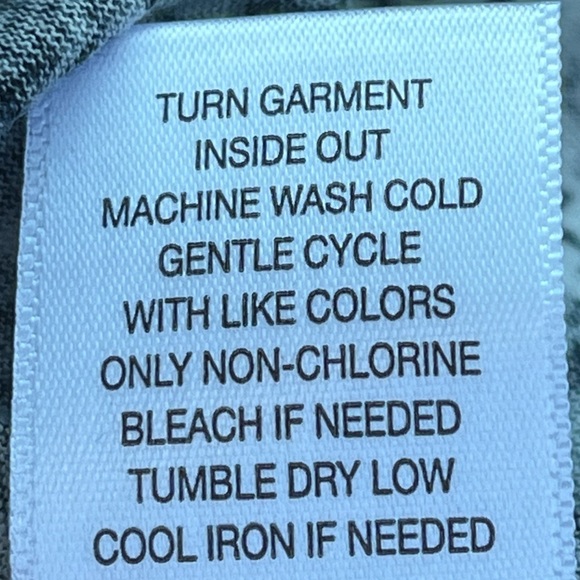 TURN GARMENT
INSIDE OUT
MACHINE WASH COLD
GENTLE CYCLE
WITH LIKE COLORS
ONLY NON-CHLORINE
BLEACH IF NEEDED
TUMBLE DRY LOW
COOL IRON IF NEEDED